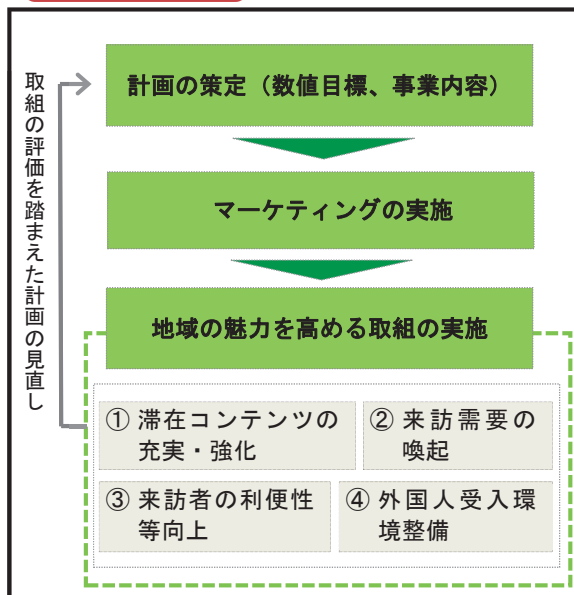 計画の策定（数値目標、事業内容）
マーケティングの実施
地域の魅力を高める取組の実施
① 滞在コンテンツの
充実・強化
② 来訪需要の
喚起
③ 来訪者の利便性
等向上
④ 外国人受入環
境整備
取組の評価を踏まえた計画の見直し